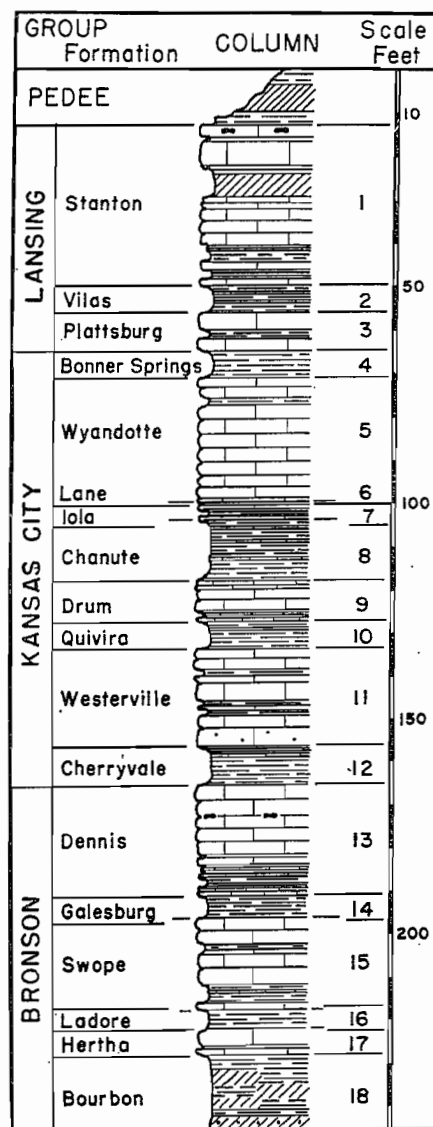 GROUP Formation COLUMN Scale Feet
PEDEE 10
LANSING
Stanton 1
50
Vilas 2
Plattsburg 3
KANSAS CITY
Bonner Springs 4
Wyandotte 5
Lane 6
100
Iola 7
Chanute 8
Drum 9
Quivira 10
Westerville 11
150
Cherryvale 12
BRONSON
Dennis 13
Galesburg 14
200
Swope 15
Ladore 16
Hertha 17
Bourbon 18